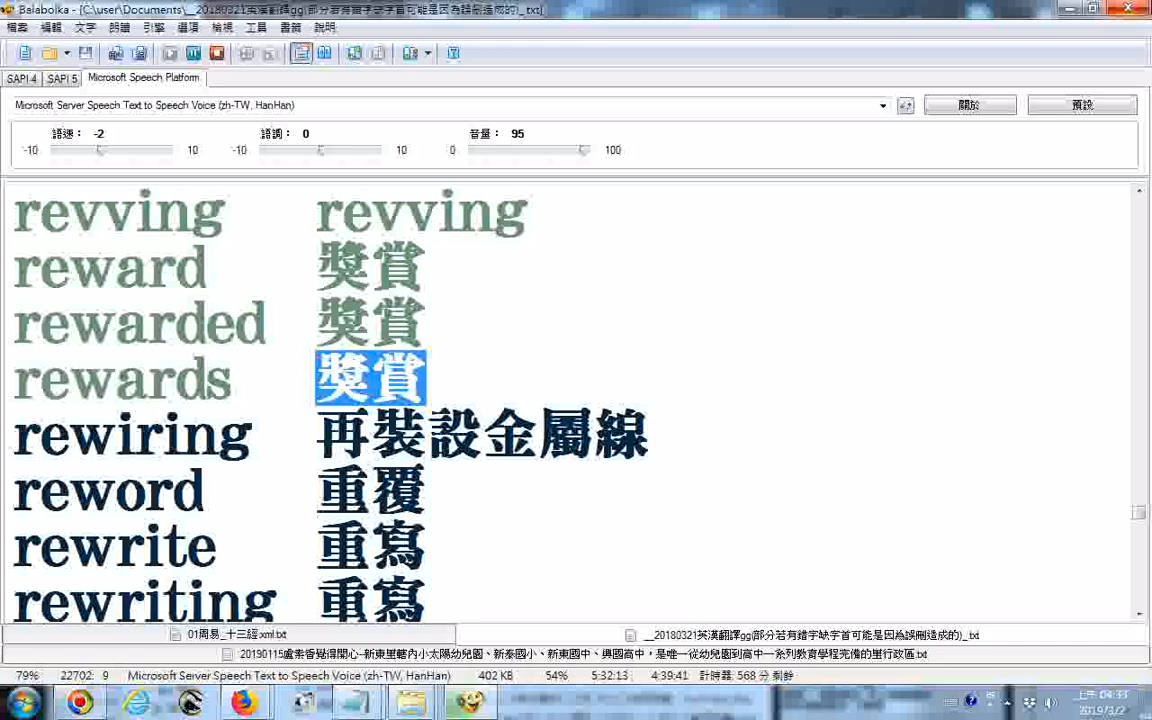 Balabolka - [C:\user\Documents\__20180321英漢翻譯gg(部分若有錯字缺字首可能是因為誤刪造成的)_.txt]
檔案 編輯 文字 朗讀 引擎 選項 檢視 工具 書籤 說明
SAPI 4 SAPI 5 Microsoft Speech Platform
Microsoft Server Speech Text to Speech Voice (zh-TW, HanHan) 關於 預設
語速： -2 語調： 0 音量： 95
-10 10 -10 10 0 100
revving revving
reward 獎賞
rewarded 獎賞
rewards 獎賞
rewiring 再裝設金屬線
reword 重覆
rewrite 重寫
rewriting 重寫
01周易_十三經.xml.txt __20180321英漢翻譯gg(部分若有錯字缺字首可能是因為誤刪造成的)_.txt
20190115盧素香覺得開心-新東里轄內小太陽幼兒園、新泰國小、新東國中、興國高中，是唯一從幼兒園到高中一系列教育學程完備的里行政區.txt
79% 22702: 9 Microsoft Server Speech Text to Speech Voice (zh-TW, HanHan) 402 KB 54% 5:32:13 4:39:41 計時器: 568 分 剩餘